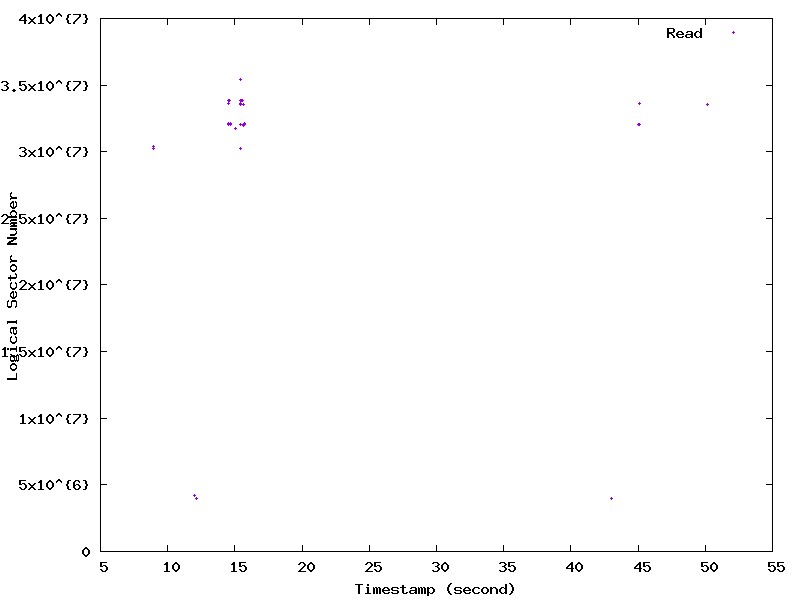 4x10^{7}
Read
3.5x10^{7}
3x10^{7}
2.5x10^{7}
2x10^{7}
1.5x10^{7}
1x10^{7}
5x10^{6}
0
Logical Sector Number
5 10 15 20 25 30 35 40 45 50 55
Timestamp (second)